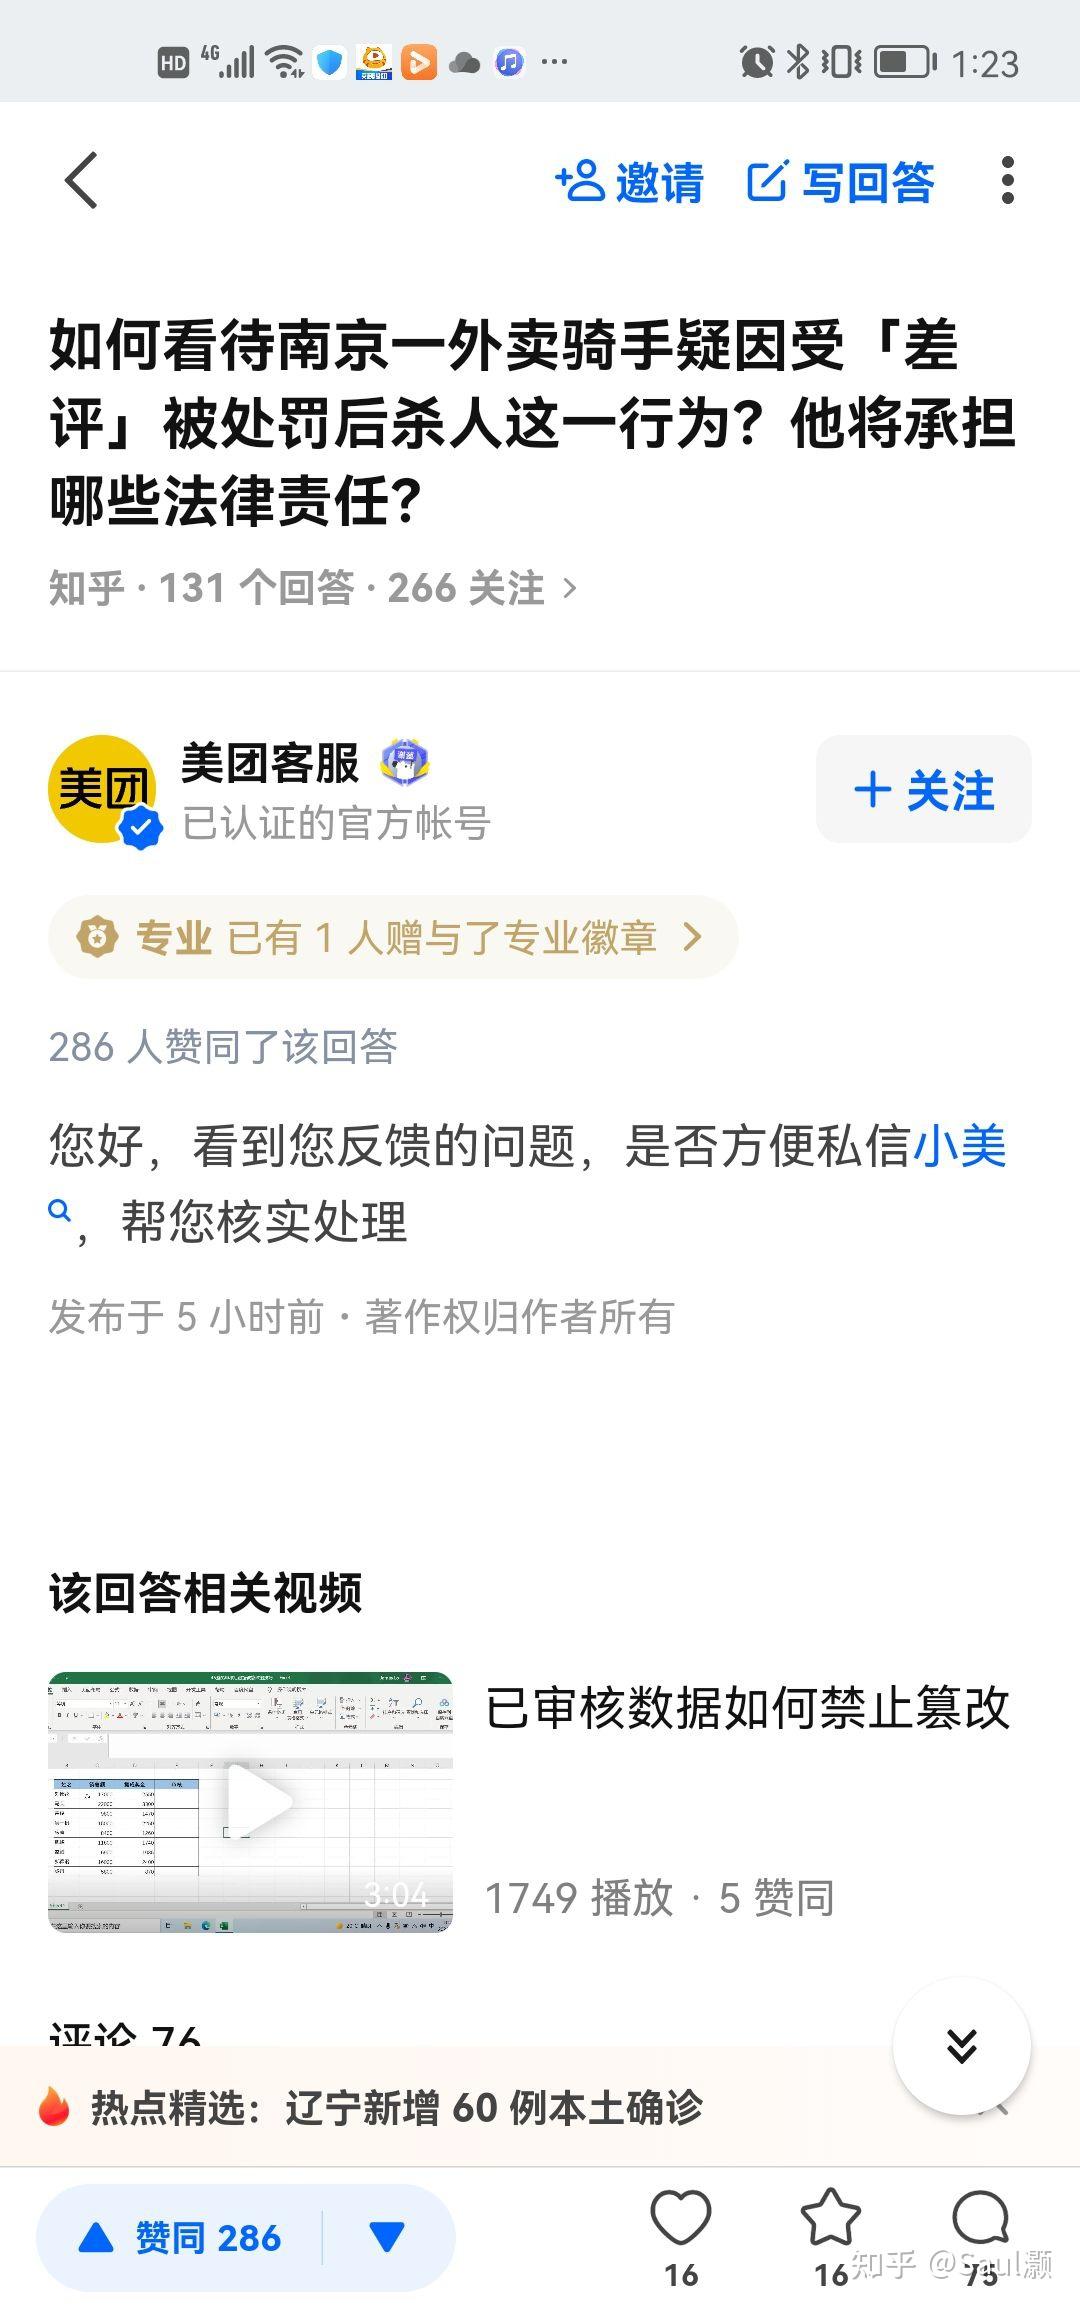 HD 4G 1:23
邀请 写回答
如何看待南京一外卖骑手疑因受「差
评」被处罚后杀人这一行为？他将承担
哪些法律责任？
知乎 · 131 个回答 · 266 关注 >
美团
美团客服
已认证的官方帐号
+ 关注
专业 已有 1 人赠与了专业徽章 >
286 人赞同了该回答
您好，看到您反馈的问题，是否方便私信小美
，帮您核实处理
发布于 5 小时前 · 著作权归作者所有
该回答相关视频
已审核数据如何禁止篡改
3:04
1749 播放 · 5 赞同
评论 76
热点精选：辽宁新增 60 例本土确诊
赞同 286
16
16
75
知乎 @Saul灏